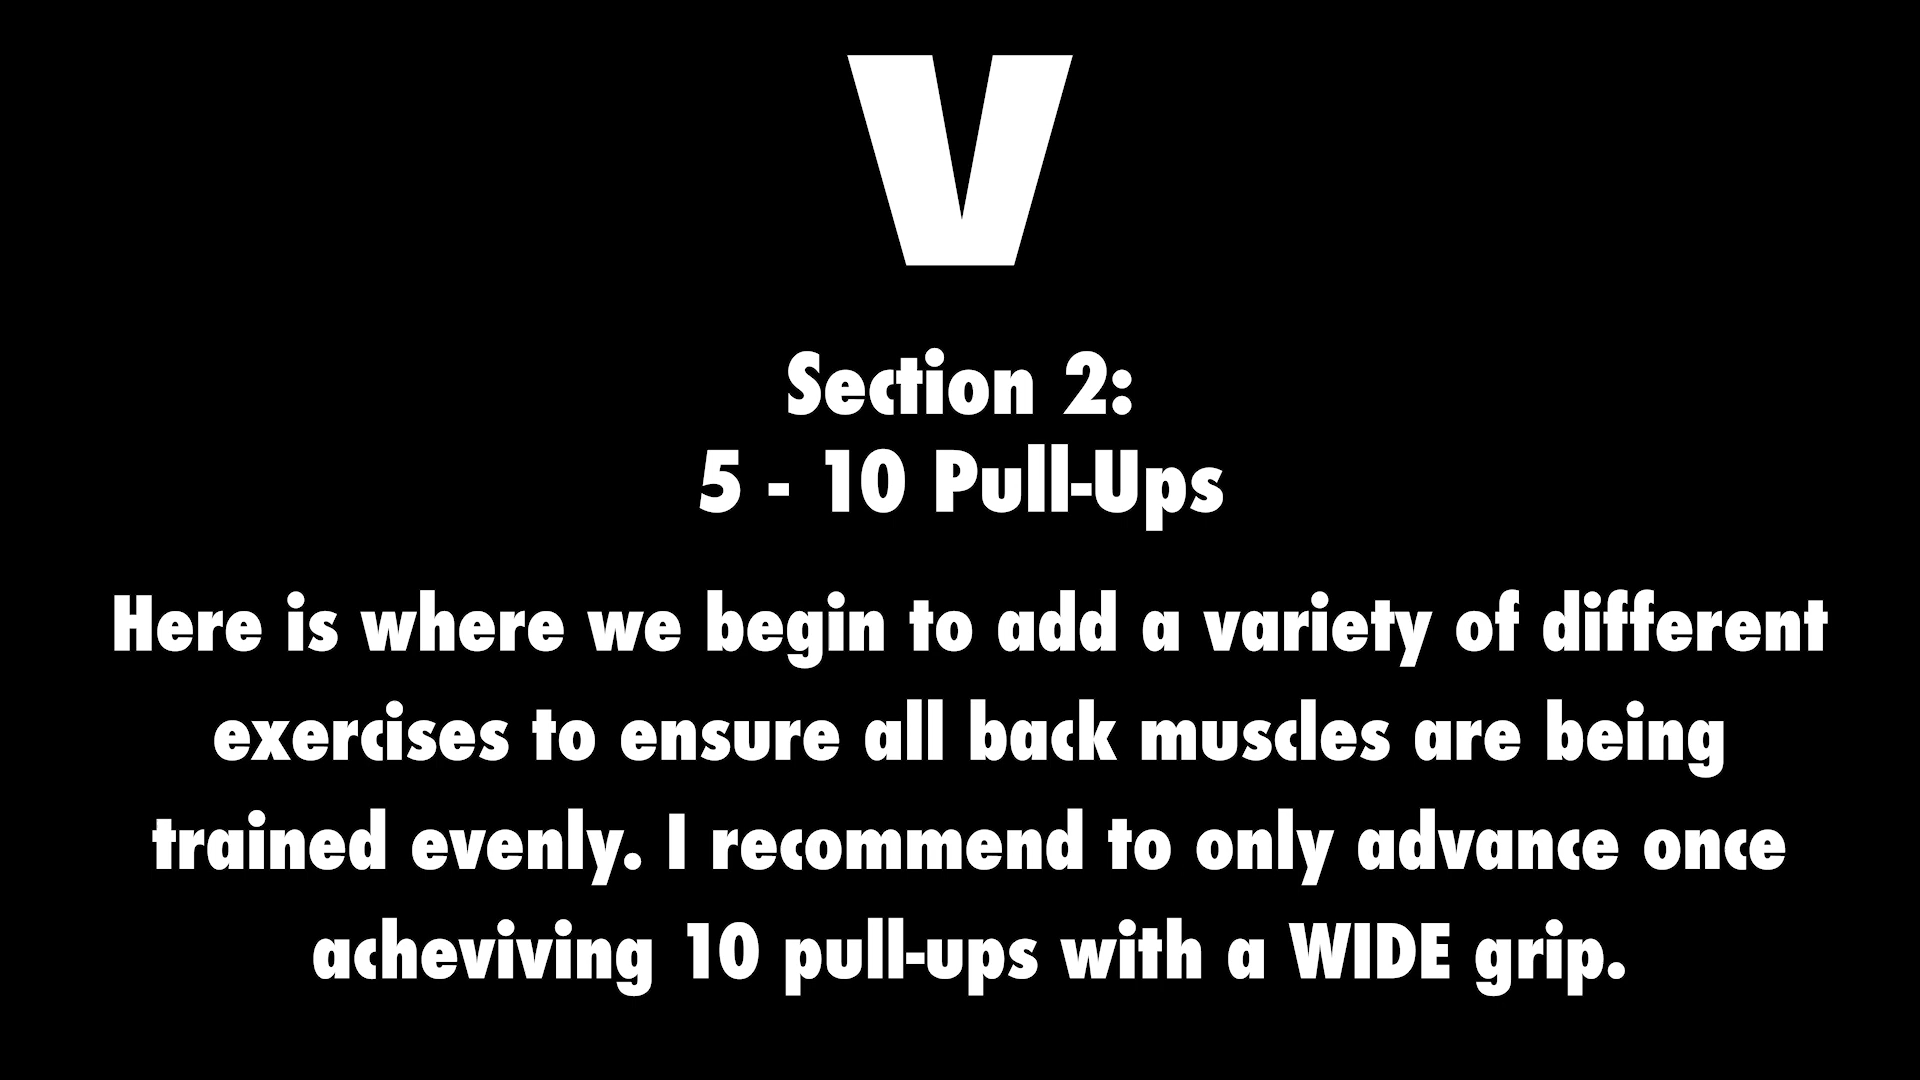 V
Section 2:
5 - 10 Pull-Ups
Here is where we begin to add a variety of different
exercises to ensure all back muscles are being
trained evenly. I recommend to only advance once
acheviving 10 pull-ups with a WIDE grip.